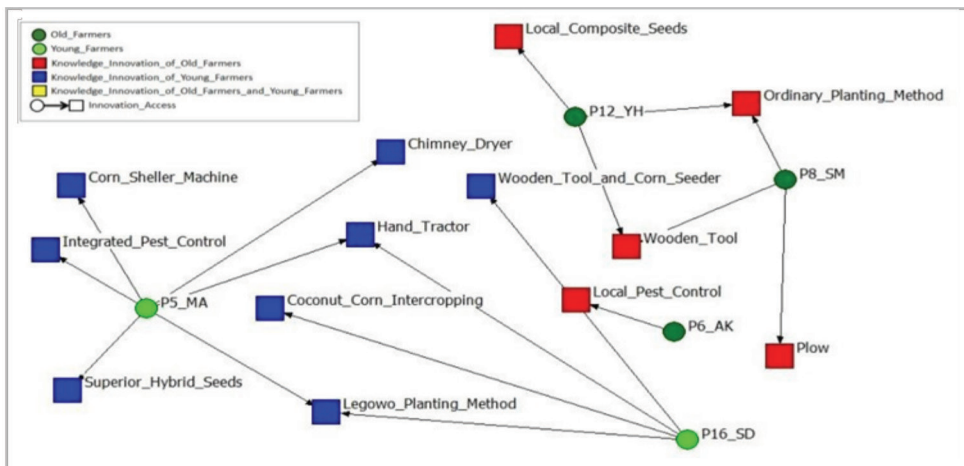 Old_Farmers
Young_Farmers
Knowledge_Innovation_of_Old_Farmers
Knowledge_Innovation_of_Young_Farmers
Knowledge_Innovation_of_Old_Farmers_and_Young_Farmers
Innovation_Access
Local_Composite_Seeds
Ordinary_Planting_Method
P12_YH
Chimney_Dryer
Corn_Sheller_Machine
Wooden_Tool_and_Corn_Seeder
P8_SM
Hand_Tractor
Integrated_Pest_Control
Wooden_Tool
Local_Pest_Control
Coconut_Corn_Intercropping
P5_MA
P6_AK
Plow
Superior_Hybrid_Seeds
Legowo_Planting_Method
P16_SD